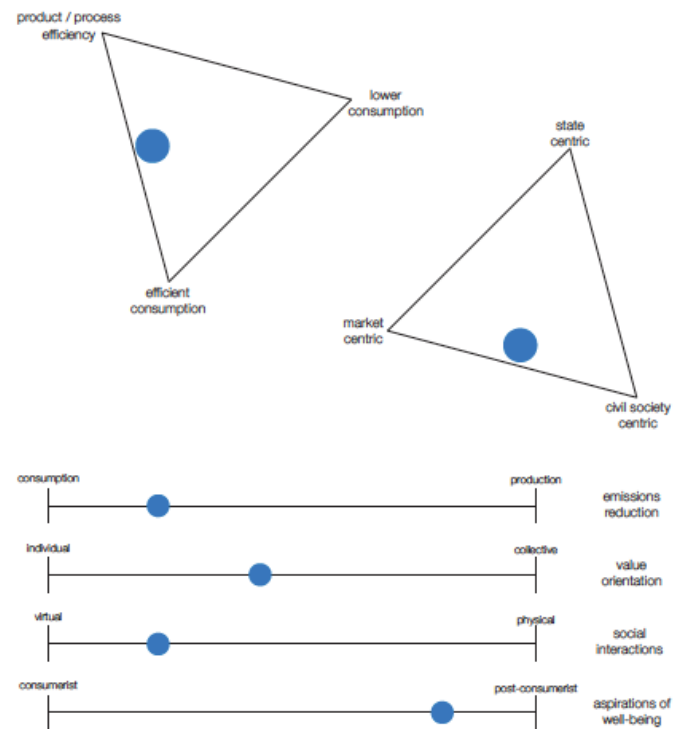 product / process
efficiency
lower
consumption
state
centric
efficient
consumption
market
centric
civil society
centric
consumption
production
emissions
reduction
individual
collective
value
orientation
virtual
physical
social
interactions
consumerist
post-consumerist
aspirations of
well-being